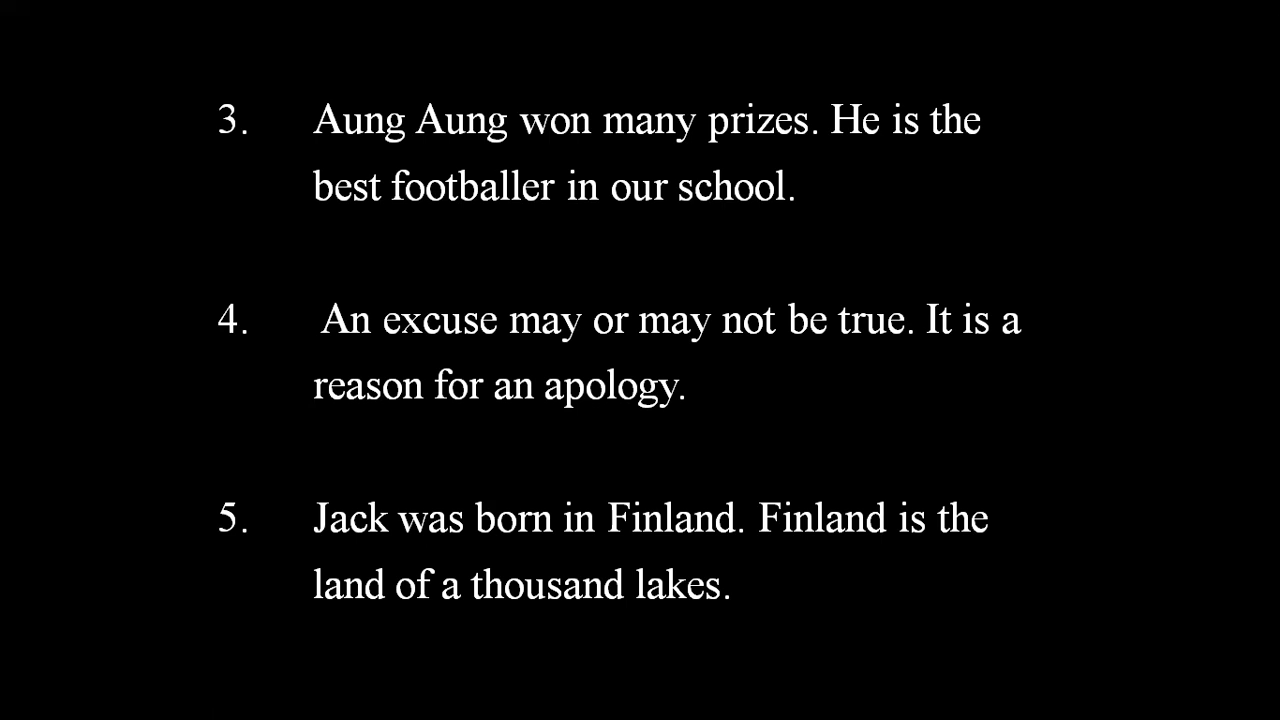 3. Aung Aung won many prizes. He is the
best footballer in our school.
4. An excuse may or may not be true. It is a
reason for an apology.
5. Jack was born in Finland. Finland is the
land of a thousand lakes.